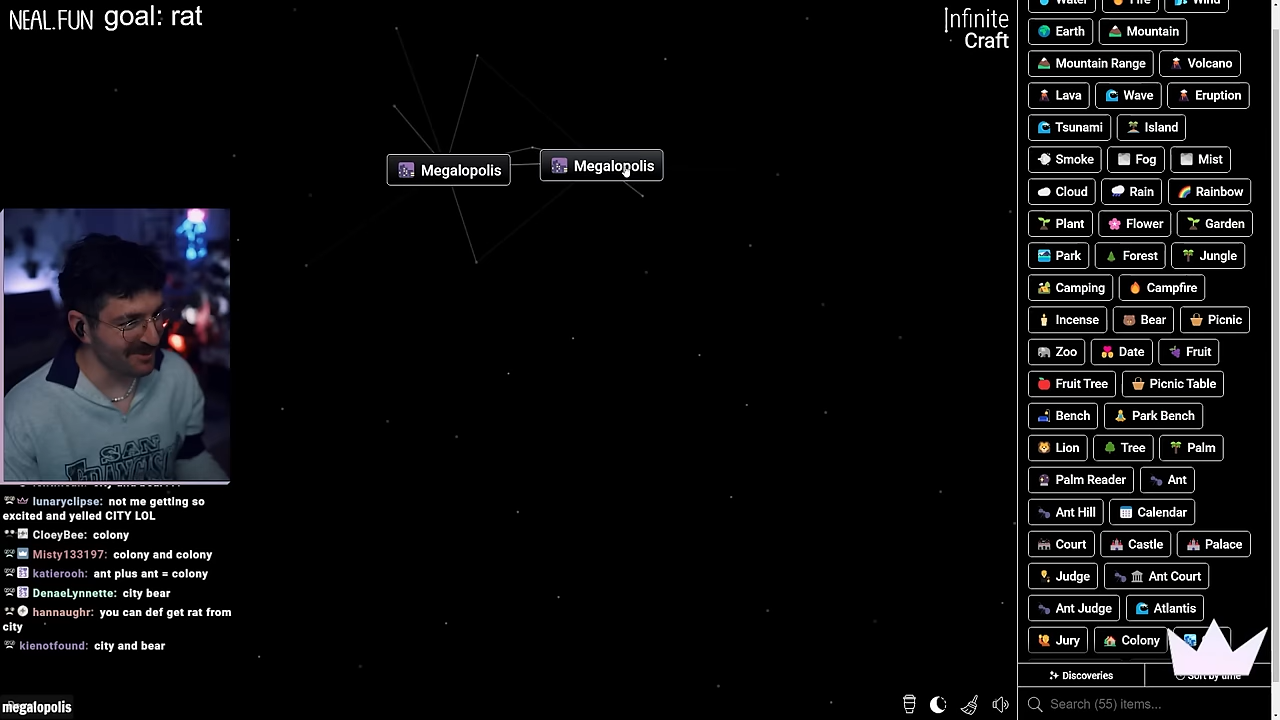 NEAL.FUN goal: rat
Infinite
Craft
Megalopolis
Megalopolis
Water Fire Wind
Earth Mountain
Mountain Range Volcano
Lava Wave Eruption
Tsunami Island
Smoke Fog Mist
Cloud Rain Rainbow
Plant Flower Garden
Park Forest Jungle
Camping Campfire
Incense Bear Picnic
Zoo Date Fruit
Fruit Tree Picnic Table
Bench Park Bench
Lion Tree Palm
Palm Reader Ant
Ant Hill Calendar
Court Castle Palace
Judge Ant Court
Ant Judge Atlantis
Jury Colony
Discoveries Sort by time
Search (55) items...
SAN
FRANCISCO
lunaryclipse: not me getting so
excited and yelled CITY LOL
CloeyBee: colony
Misty133197: colony and colony
katierooh: ant plus ant = colony
DenaeLynnette: city bear
hannaughr: you can def get rat from
city
kienotfound: city and bear
megalopolis